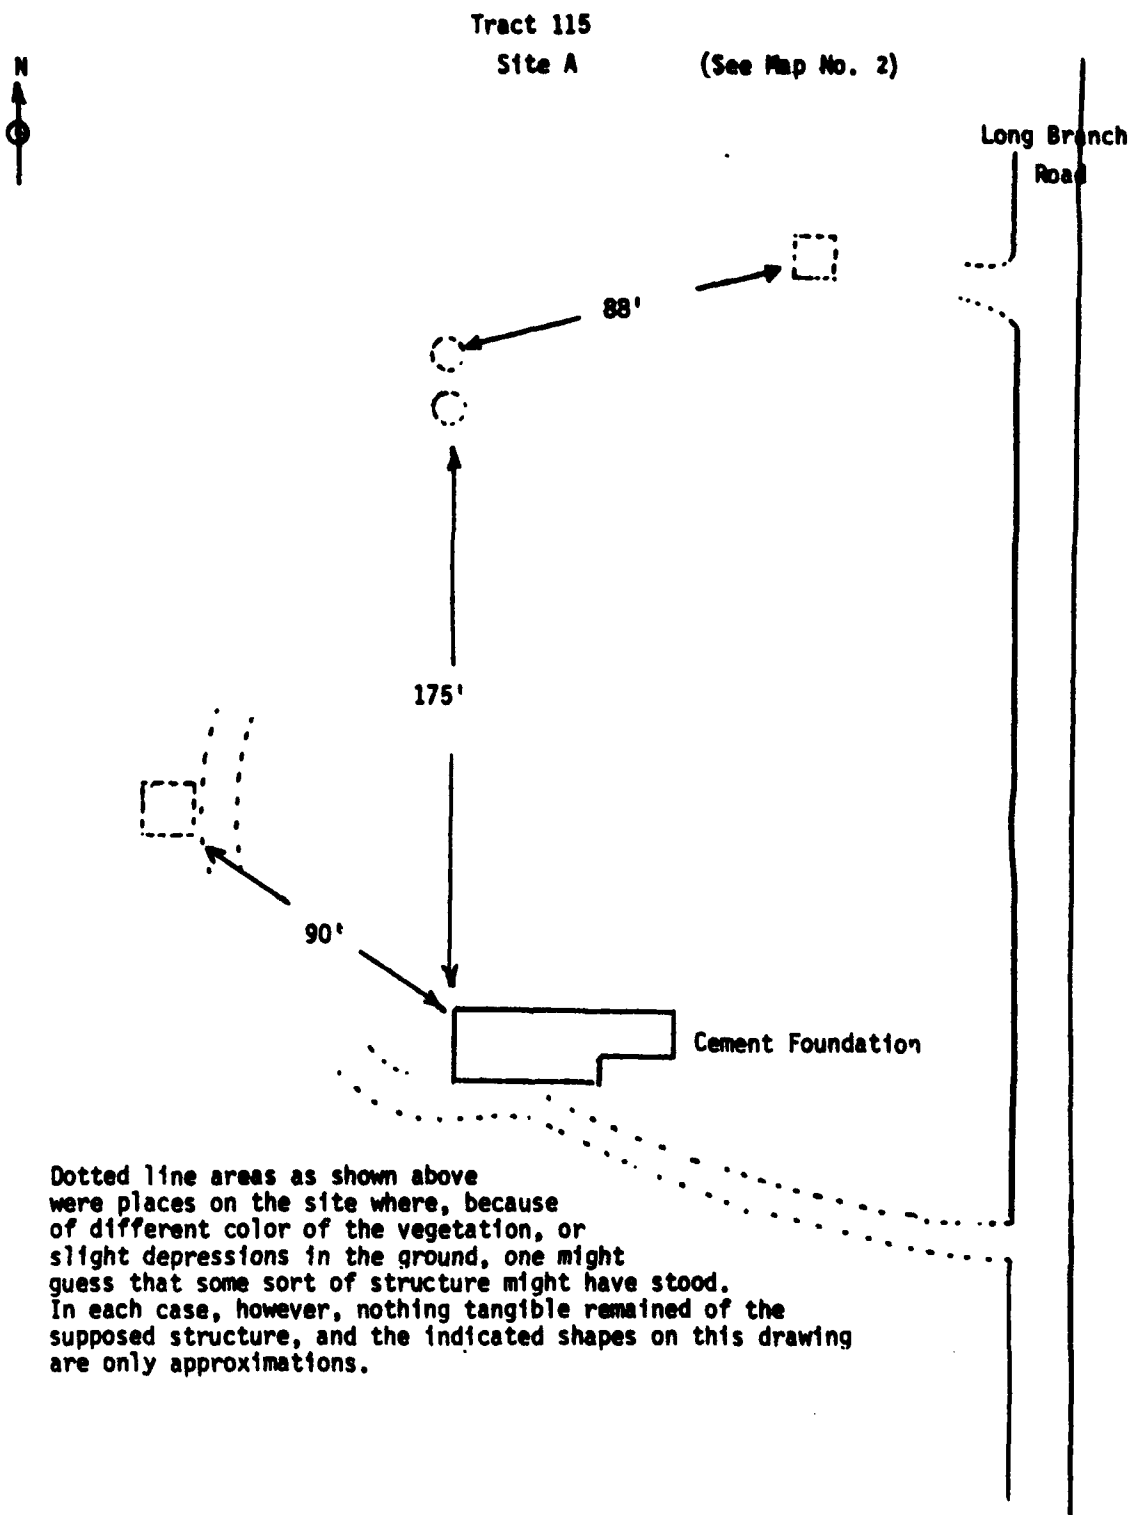 Tract 115
Site A (See Map No. 2)
N
Long Branch
Road
88'
175'
90'
Cement Foundation
Dotted line areas as shown above
were places on the site where, because
of different color of the vegetation, or
slight depressions in the ground, one might
guess that some sort of structure might have stood.
In each case, however, nothing tangible remained of the
supposed structure, and the indicated shapes on this drawing
are only approximations.